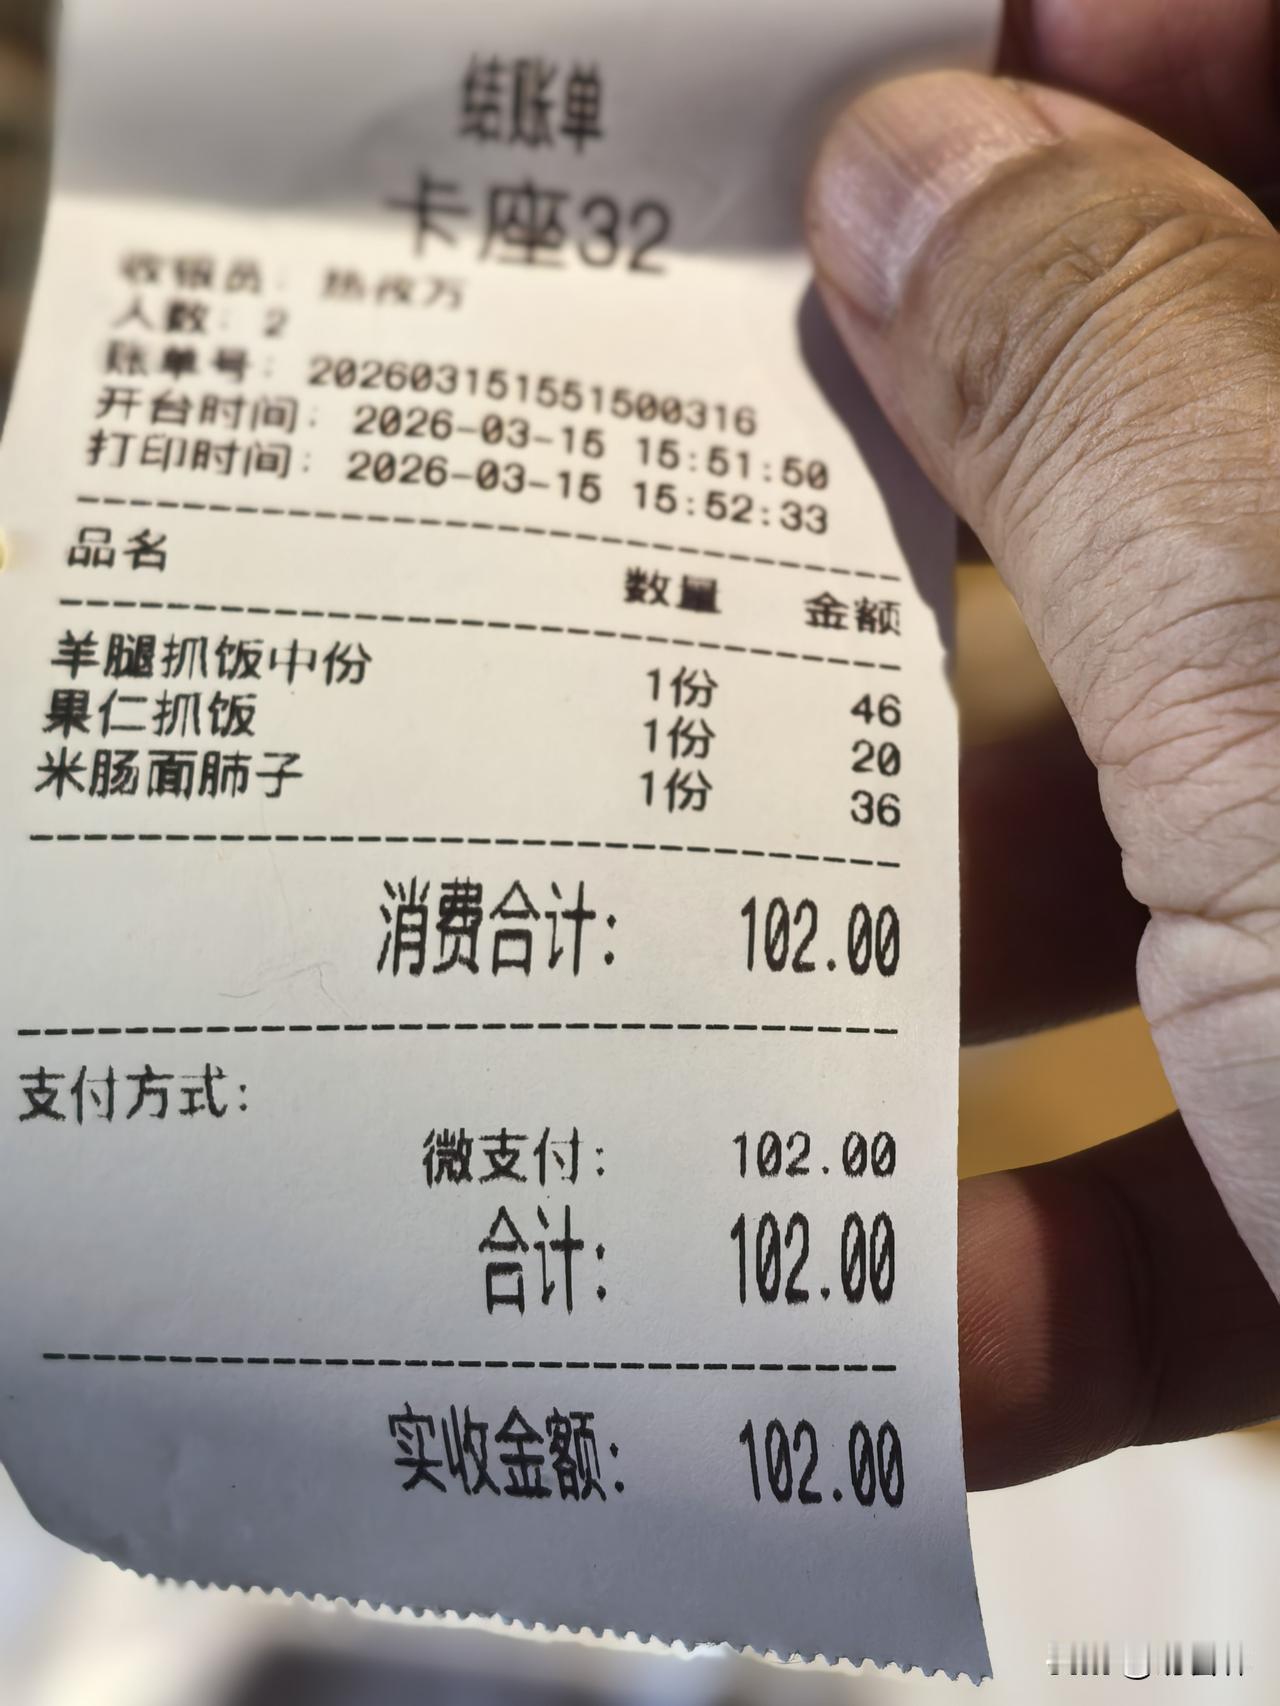 结账单
卡座32
收银员: 热孜万
人数: 2
账单号: 2026031515515003​16
开台时间: 2026-03-15 15:51:50
打印时间: 2026-03-15 15:52:33
品名 数量 金额
羊腿抓饭中份 1份 46
果仁抓饭 1份 20
米肠面肺子 1份 36
消费合计: 102.00
支付方式:
微支付: 102.00
合计: 102.00
实收金额: 102.00